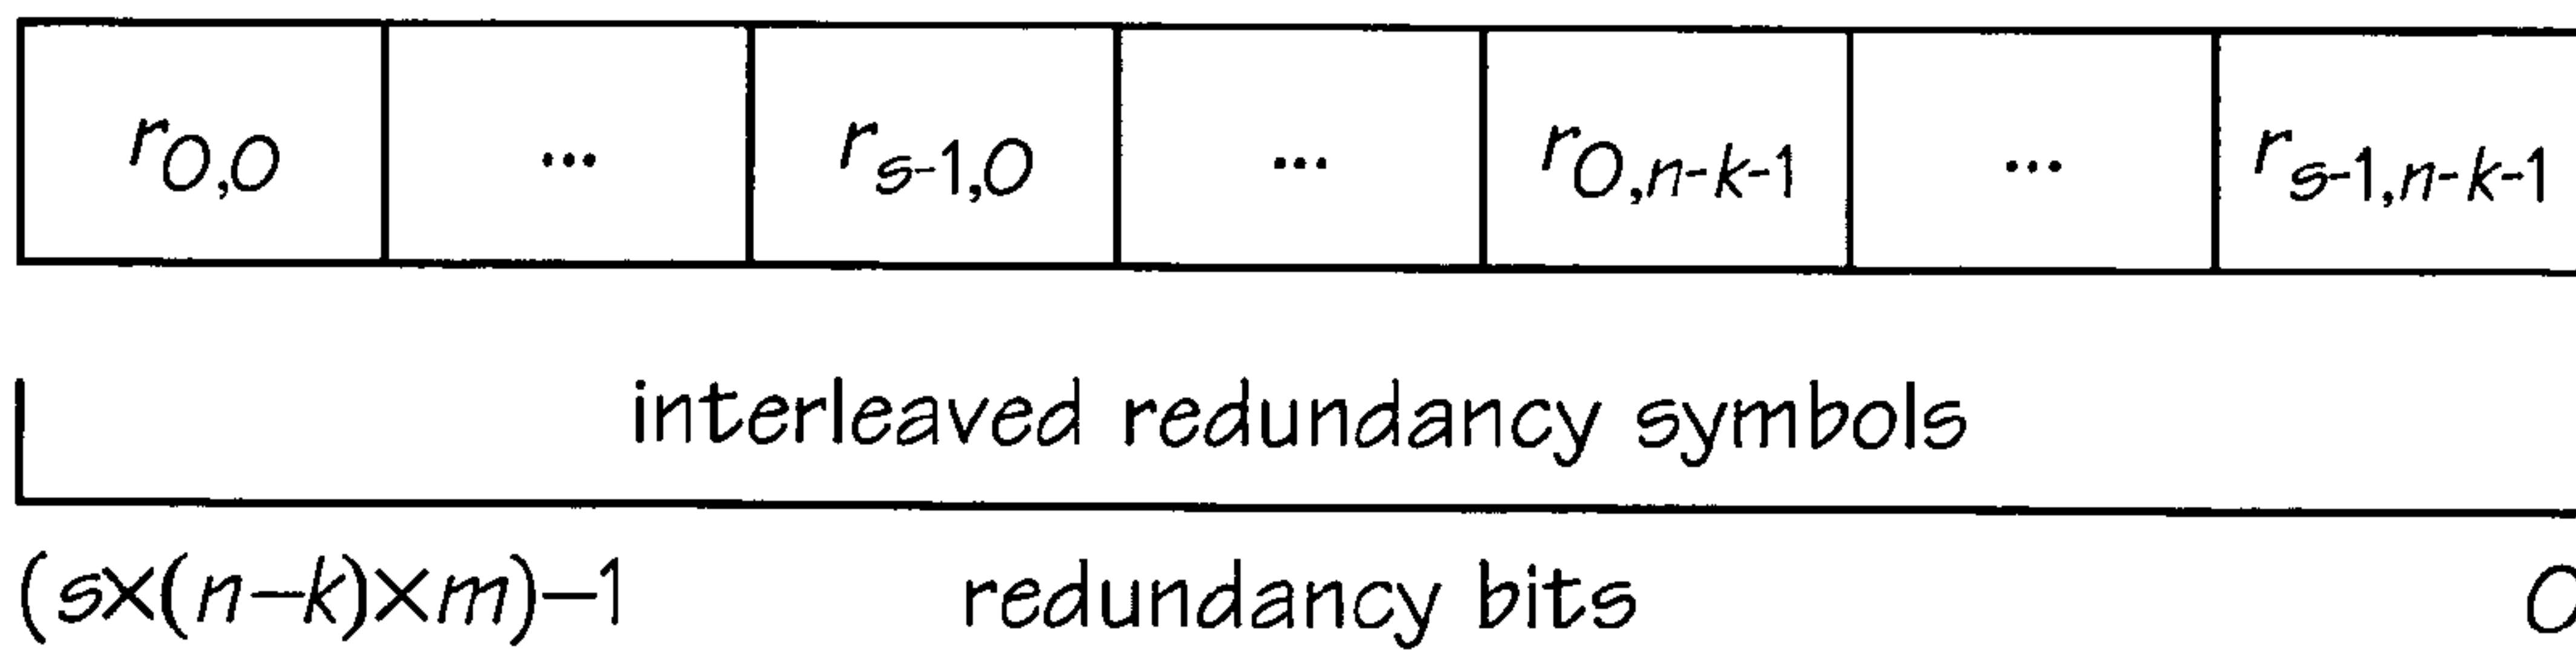 r0,0 ... rs-1,0 ... r0,n-k-1 ... rs-1,n-k-1
interleaved redundancy symbols
(s×(n−k)×m)−1 redundancy bits 0